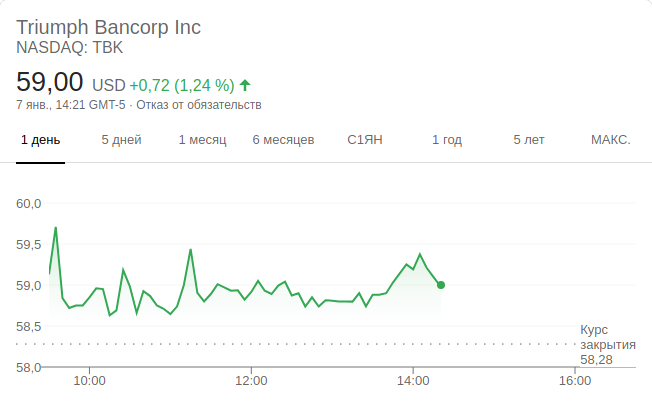 Triumph Bancorp Inc
NASDAQ: TBK
59,00 USD +0,72 (1,24 %)
7 янв., 14:21 GMT-5 · Отказ от обязательств
1 день 5 дней 1 месяц 6 месяцев С1ЯН 1 год 5 лет МАКС.
60,0
59,5
59,0
58,5
Курс
закрытия
58,28
58,0
10:00 12:00 14:00 16:00